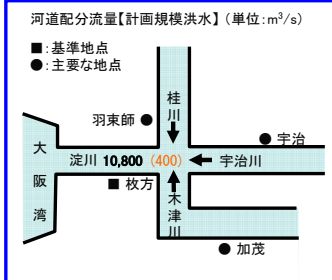 河道配分流量【計画規模洪水】(単位:m³/s)
■:基準地点
●:主要な地点
桂川
羽束師 ●
● 宇治
大阪湾
淀川 10,800 (400)
宇治川
■ 枚方
木津川
● 加茂